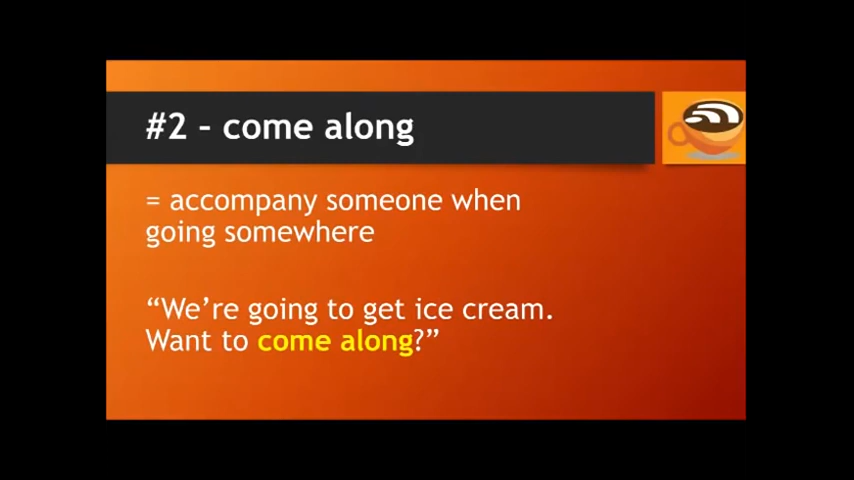 #2 – come along
= accompany someone when
going somewhere
“We’re going to get ice cream.
Want to come along?”